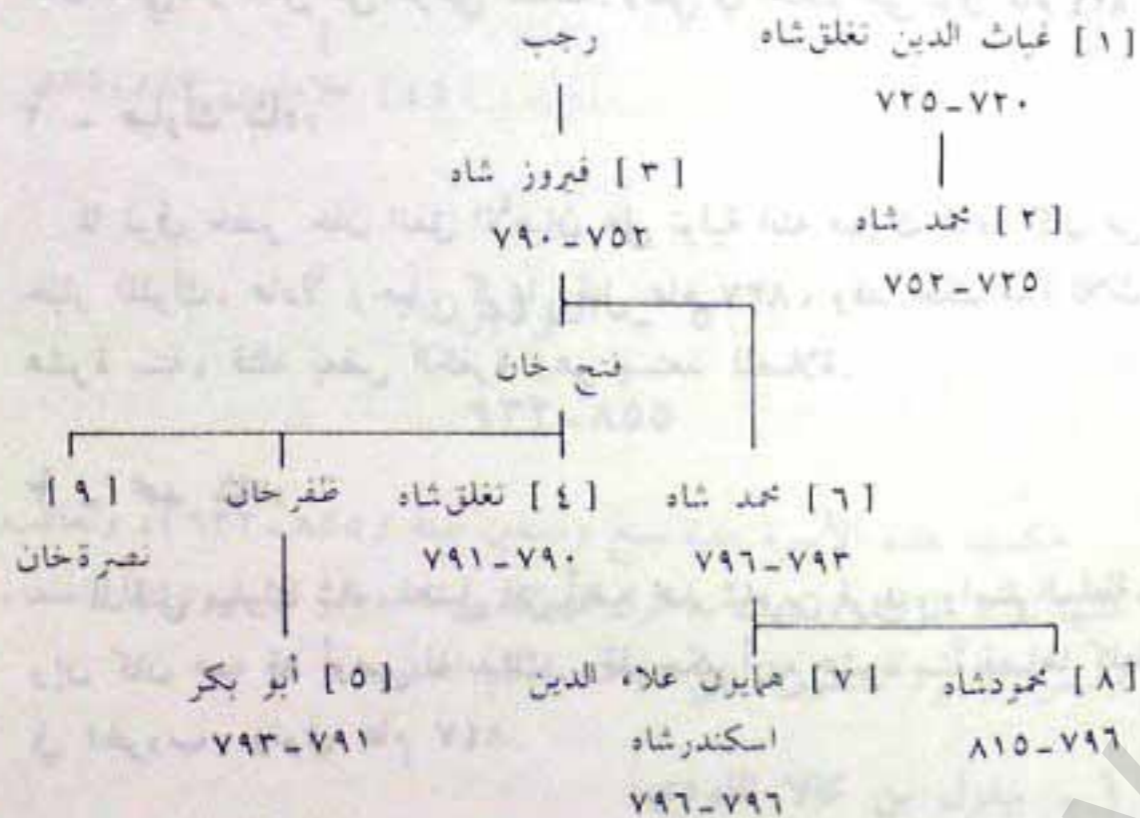 [ ١ ] غياث الدين تغلق شاه
رجب
٧٢٠ - ٧٢٥
[ ٣ ] فيروز شاه
[ ٢ ] محمد شاه
٧٥٢ - ٧٩٠
٧٢٥ - ٧٥٢
فتح خان
[ ٦ ] محمد شاه
[ ٤ ] تغلق شاه
ظفر خان
[ ٩ ]
٧٩٣ - ٧٩٦
٧٩٠ - ٧٩١
نصرة خان
[ ٨ ] محمود شاه
[ ٧ ] همايون علاء الدين
[ ٥ ] أبو بكر
٧٩٦ - ٨١٥
اسكندر شاه
٧٩١ - ٧٩٣
٧٩٦ - ٧٩٦